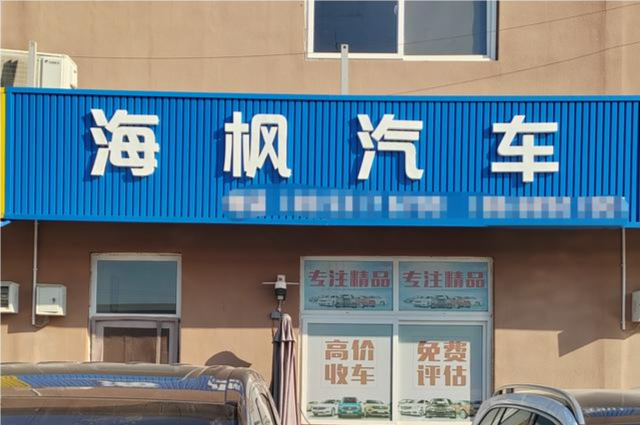 海枫汽车
专注精品
专注精品
高价
收车
免费
评估